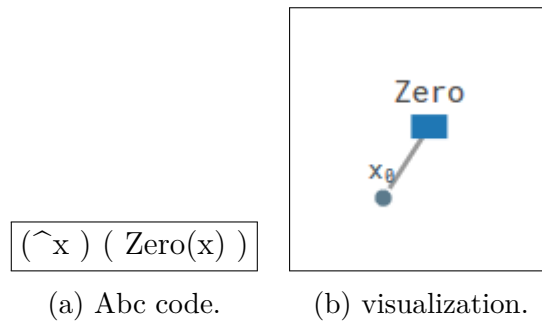 Zero
x₀
(^x ) ( Zero(x) )
(a) Abc code.
(b) visualization.